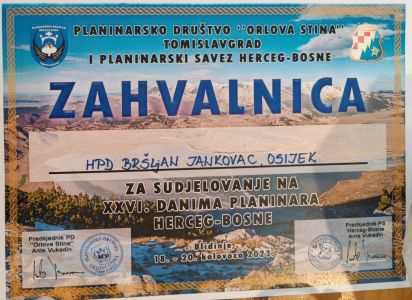 PLANINARSKO DRUŠTVO "ORLOVA STINA"
TOMISLAVGRAD
I PLANINARSKI SAVEZ HERCEG-BOSNE
ZAHVALNICA
HPD BRŠLJAN JANKOVAC, OSIJEK
ZA SUDJELOVANJE NA
XXVI. DANIMA PLANINARA
HERCEG-BOSNE
Blidinje,
18. - 20. kolovoza 2023.
Predsjednik PD
"Orlova Stina"
Ante Vukadin
Predsjednik PS
Herceg-Bosne
Ante Vukadin